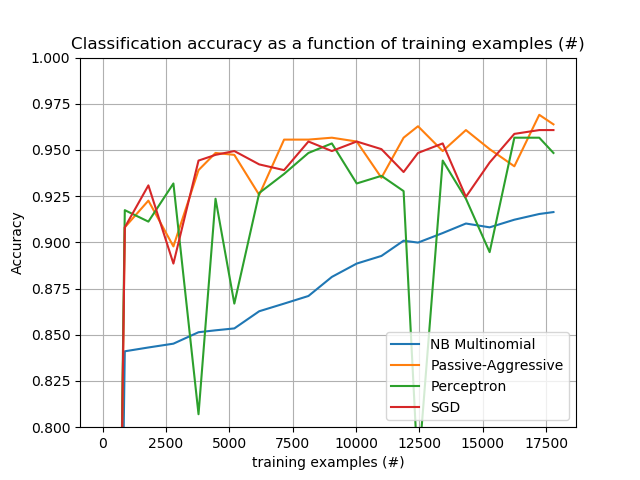 Classification accuracy as a function of training examples (#)
1.000
0.975
0.950
0.925
0.900
0.875
0.850
0.825
0.800
Accuracy
NB Multinomial
Passive-Aggressive
Perceptron
SGD
0 2500 5000 7500 10000 12500 15000 17500
training examples (#)